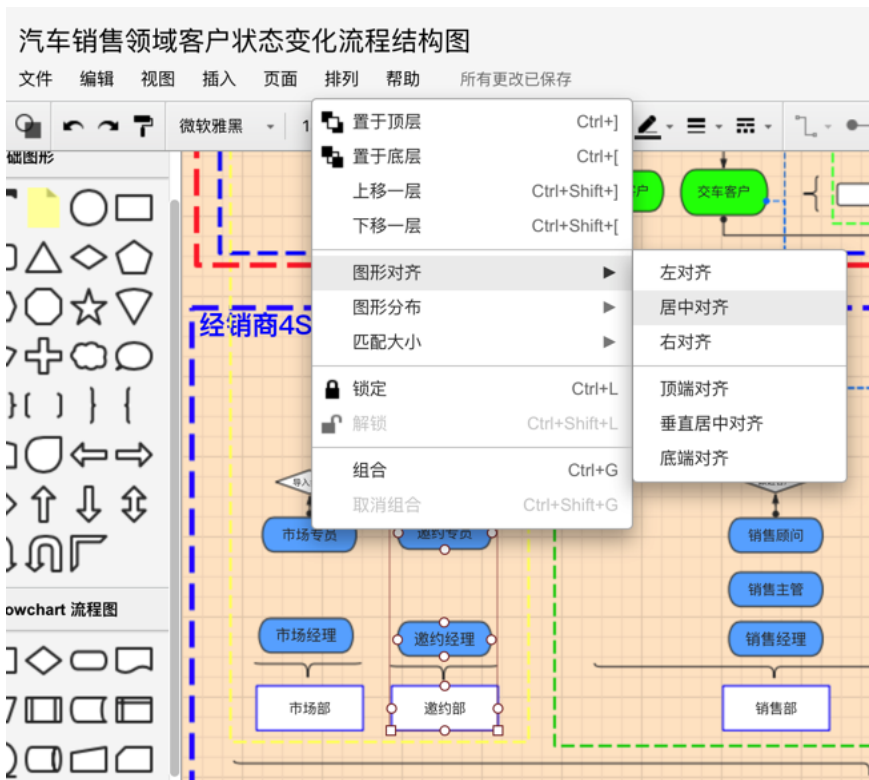 汽车销售领域客户状态变化流程结构图
文件 编辑 视图 插入 页面 排列 帮助 所有更改已保存
微软雅黑 1
础图形
置于顶层 Ctrl+]
置于底层 Ctrl+[
上移一层 Ctrl+Shift+]
下移一层 Ctrl+Shift+[
图形对齐
图形分布
匹配大小
锁定 Ctrl+L
解锁 Ctrl+Shift+L
组合 Ctrl+G
取消组合 Ctrl+Shift+G
左对齐
居中对齐
右对齐
顶端对齐
垂直居中对齐
底端对齐
户
交车客户
经销商4S
导入
市场专员
邀约专员
销售顾问
销售主管
市场经理
邀约经理
销售经理
市场部
邀约部
销售部
owchart 流程图